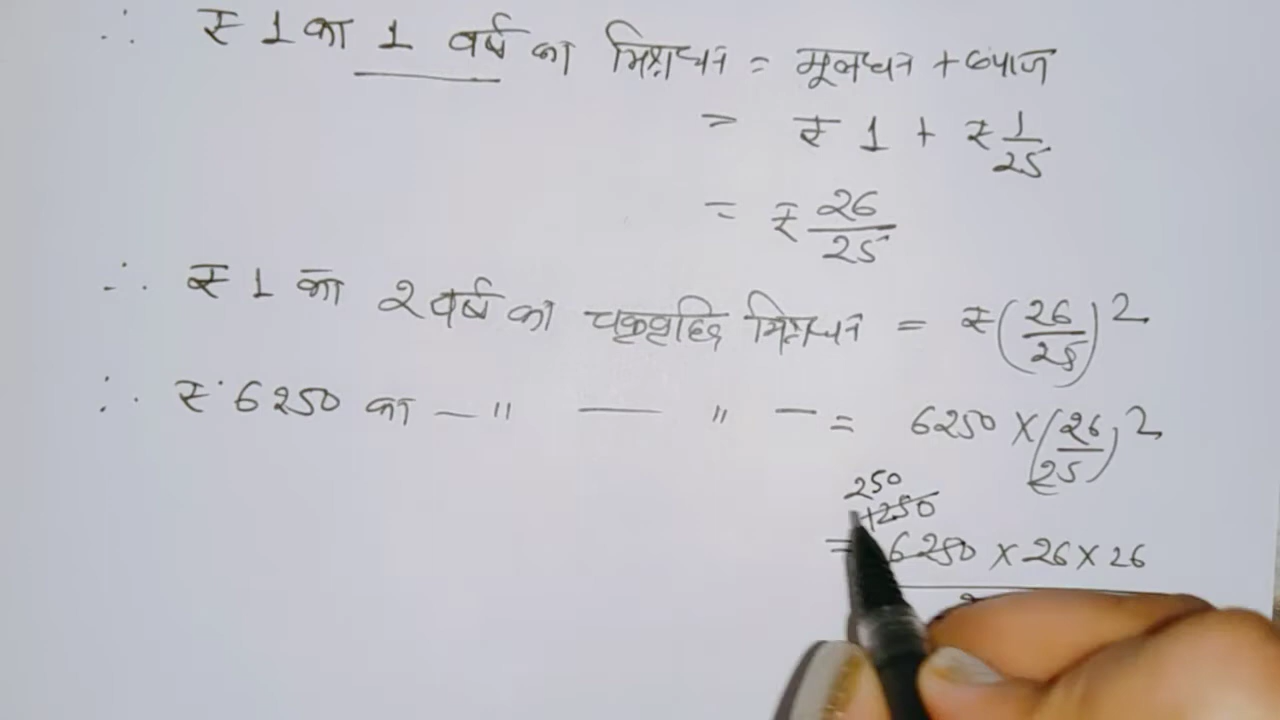 ∴ ₹ 1 का 1 वर्ष का मिश्रधन = मूलधन + ब्याज
= ₹ 1 + ₹ 1/25
= ₹ 26/25
∴ ₹ 1 का 2 वर्ष का चक्रवृद्धि मिश्रधन = ₹ (26/25)2
∴ ₹ 6250 का — " — " — = 6250 × (26/25)2
250
1250
= 6250 × 26 × 26